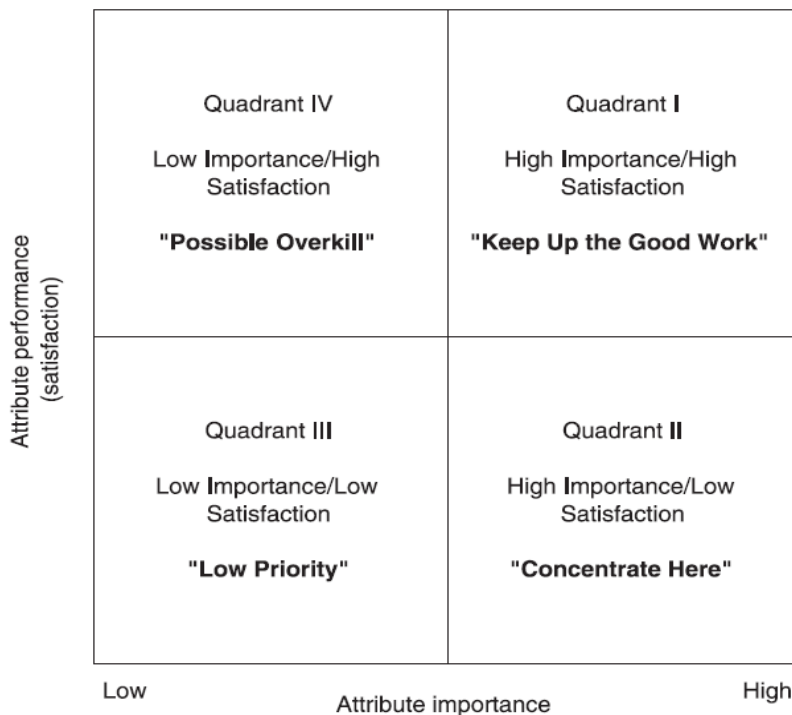 Quadrant IV
Low Importance/High
Satisfaction
"Possible Overkill"
Quadrant I
High Importance/High
Satisfaction
"Keep Up the Good Work"
Attribute performance
(satisfaction)
Quadrant III
Low Importance/Low
Satisfaction
"Low Priority"
Quadrant II
High Importance/Low
Satisfaction
"Concentrate Here"
Low
Attribute importance
High